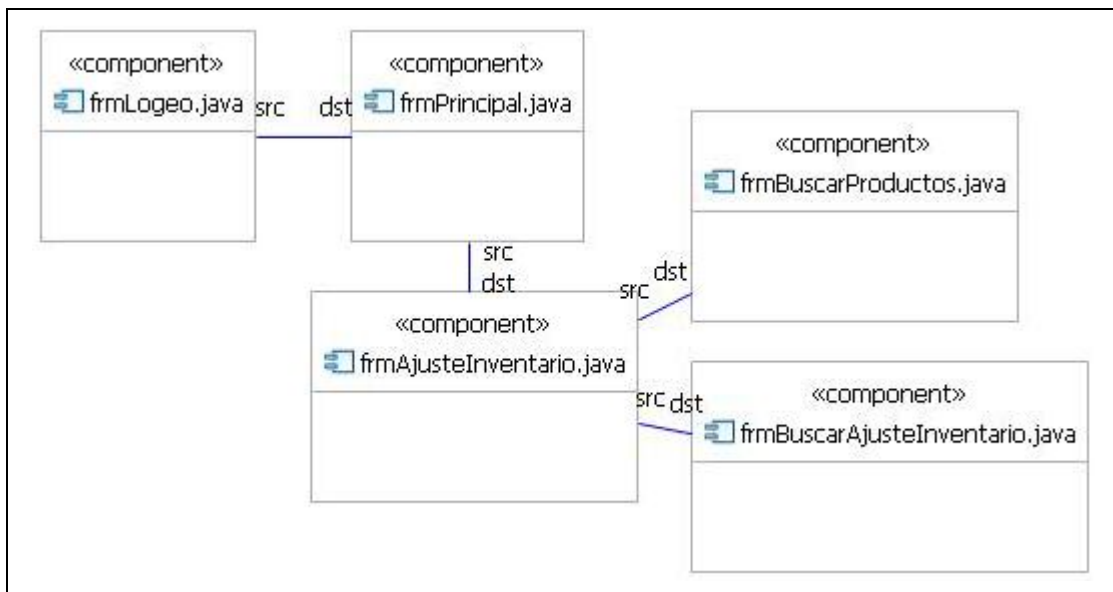 «component»
frmLogeo.java
src
dst
«component»
frmPrincipal.java
src
dst
«component»
frmAjusteInventario.java
src
dst
«component»
frmBuscarProductos.java
src
dst
«component»
frmBuscarAjusteInventario.java